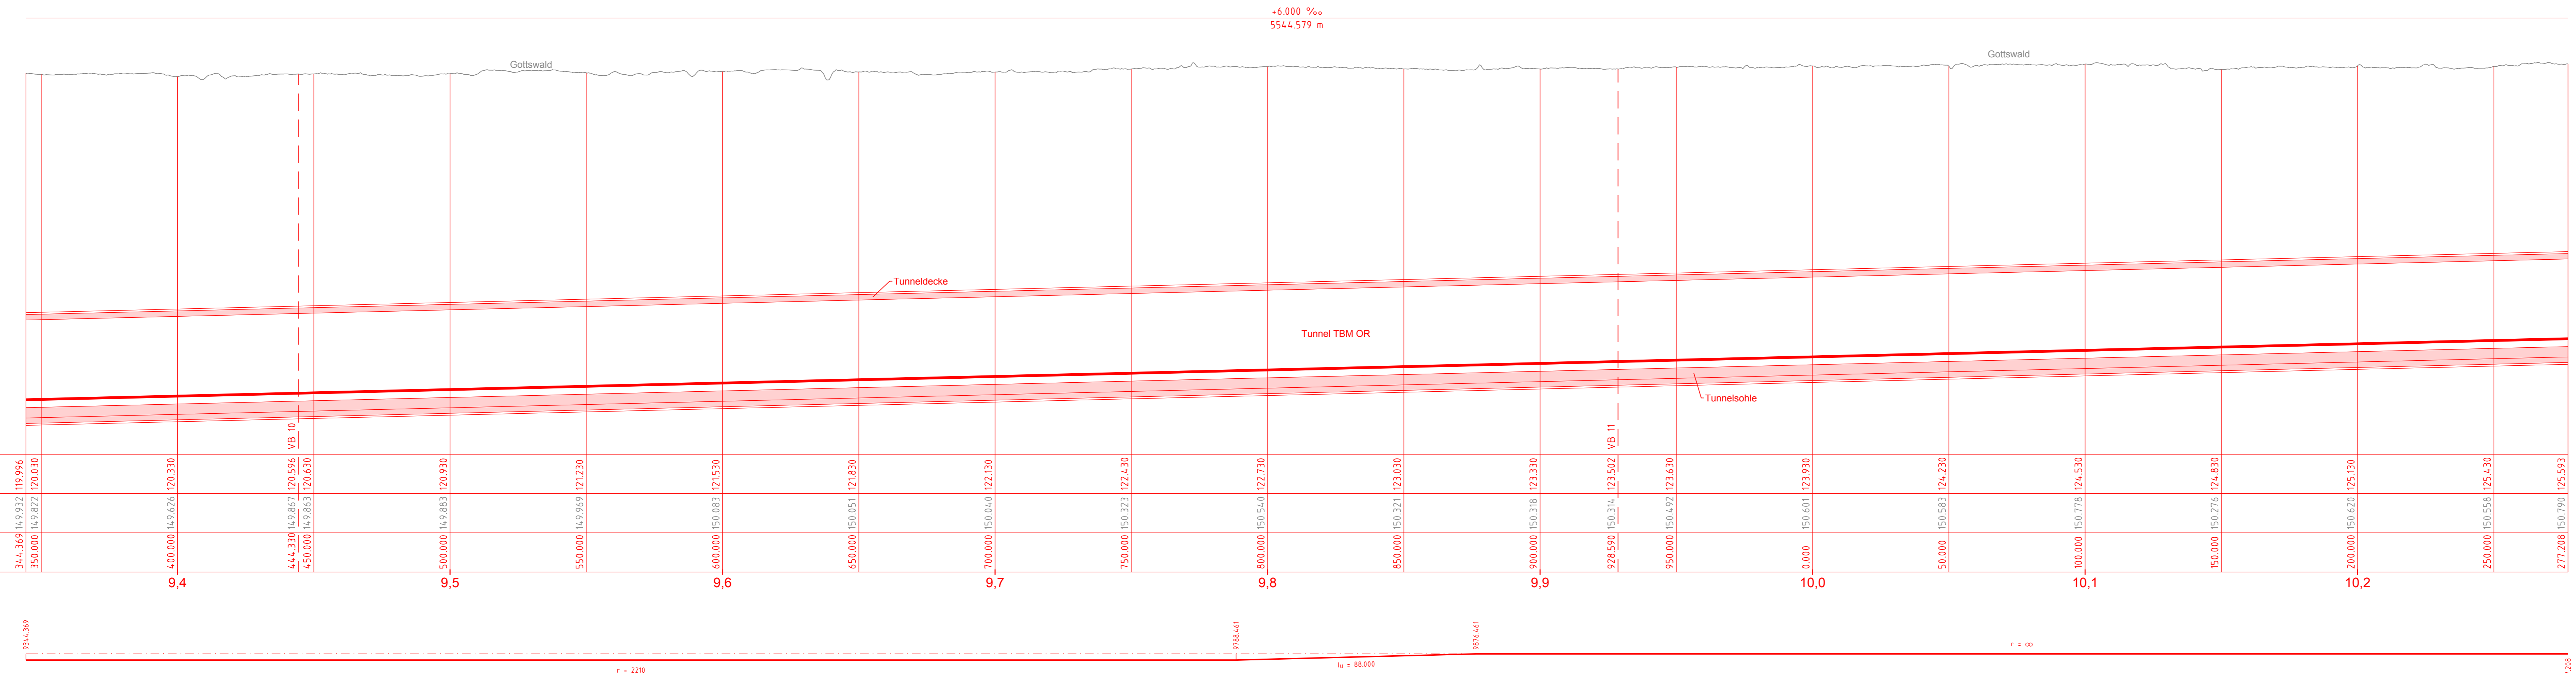 +6.000 ‰
5544.579 m
Gottswald
Gottswald
Tunneldecke
Tunnel TBM OR
Tunnelsohle
VB 10
VB 11
119.996 120.030 120.330 120.596 120.630 120.930 121.230 121.530 121.830 122.130 122.430 122.730 123.030 123.330 123.502 123.630 123.930 124.230 124.530 124.830 125.130 125.430 125.593
149.932 149.822 149.626 149.867 149.863 149.883 149.969 150.083 150.051 150.040 150.323 150.540 150.321 150.318 150.314 150.492 150.601 150.583 150.778 150.276 150.620 150.558 150.790
344.369 350.000 400.000 444.330 450.000 500.000 550.000 600.000 650.000 700.000 750.000 800.000 850.000 900.000 928.590 950.000 0.000 50.000 100.000 150.000 200.000 250.000 277.208
9,4 9,5 9,6 9,7 9,8 9,9 10,0 10,1 10,2
9344.369 9788.461 9876.461
r = ∞
r = 2210
lu = 88.000
.208